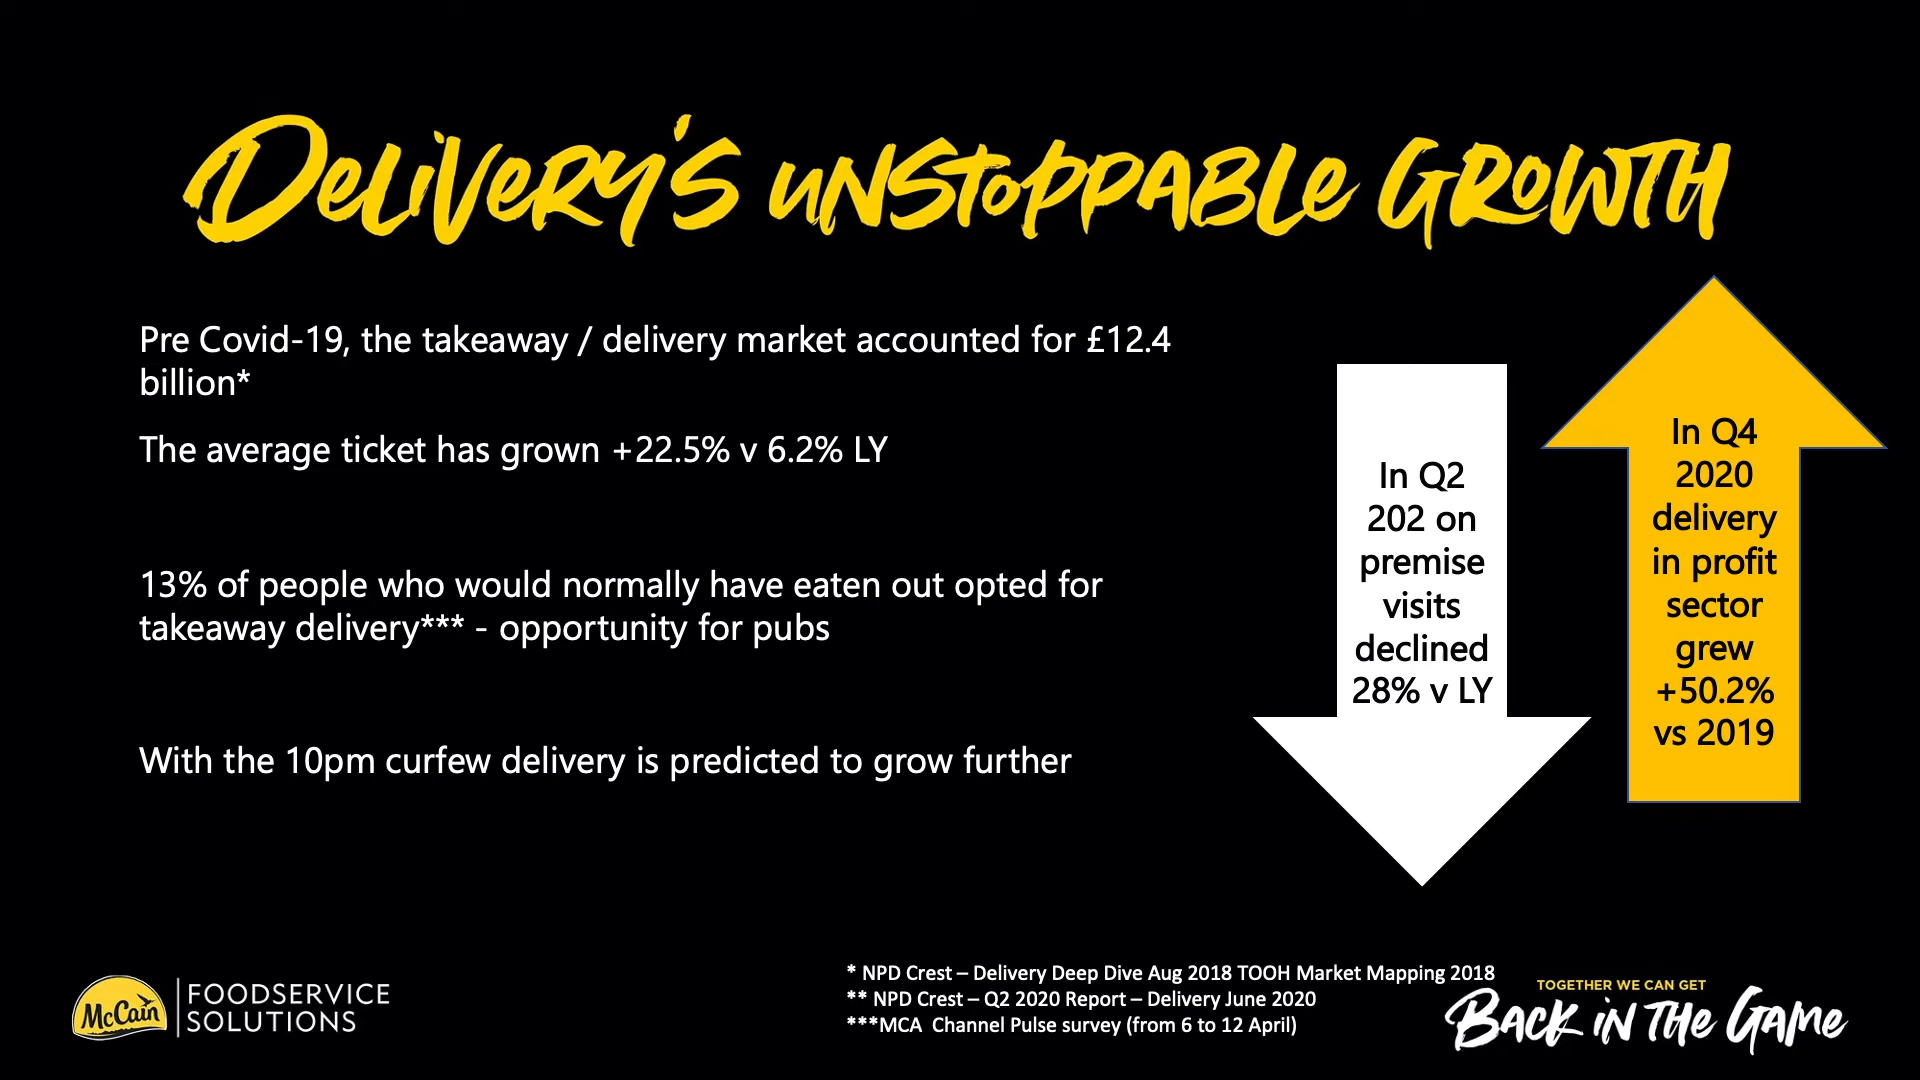 DELIVERY'S UNSTOPPABLE GROWTH
Pre Covid-19, the takeaway / delivery market accounted for £12.4
billion*
The average ticket has grown +22.5% v 6.2% LY
13% of people who would normally have eaten out opted for
takeaway delivery*** - opportunity for pubs
With the 10pm curfew delivery is predicted to grow further
In Q2
202 on
premise
visits
declined
28% v LY
In Q4
2020
delivery
in profit
sector
grew
+50.2%
vs 2019
* NPD Crest – Delivery Deep Dive Aug 2018 TOOH Market Mapping 2018
** NPD Crest – Q2 2020 Report – Delivery June 2020
***MCA  Channel Pulse survey (from 6 to 12 April)
McCain
FOODSERVICE
SOLUTIONS
TOGETHER WE CAN GET
BACK IN THE GAME